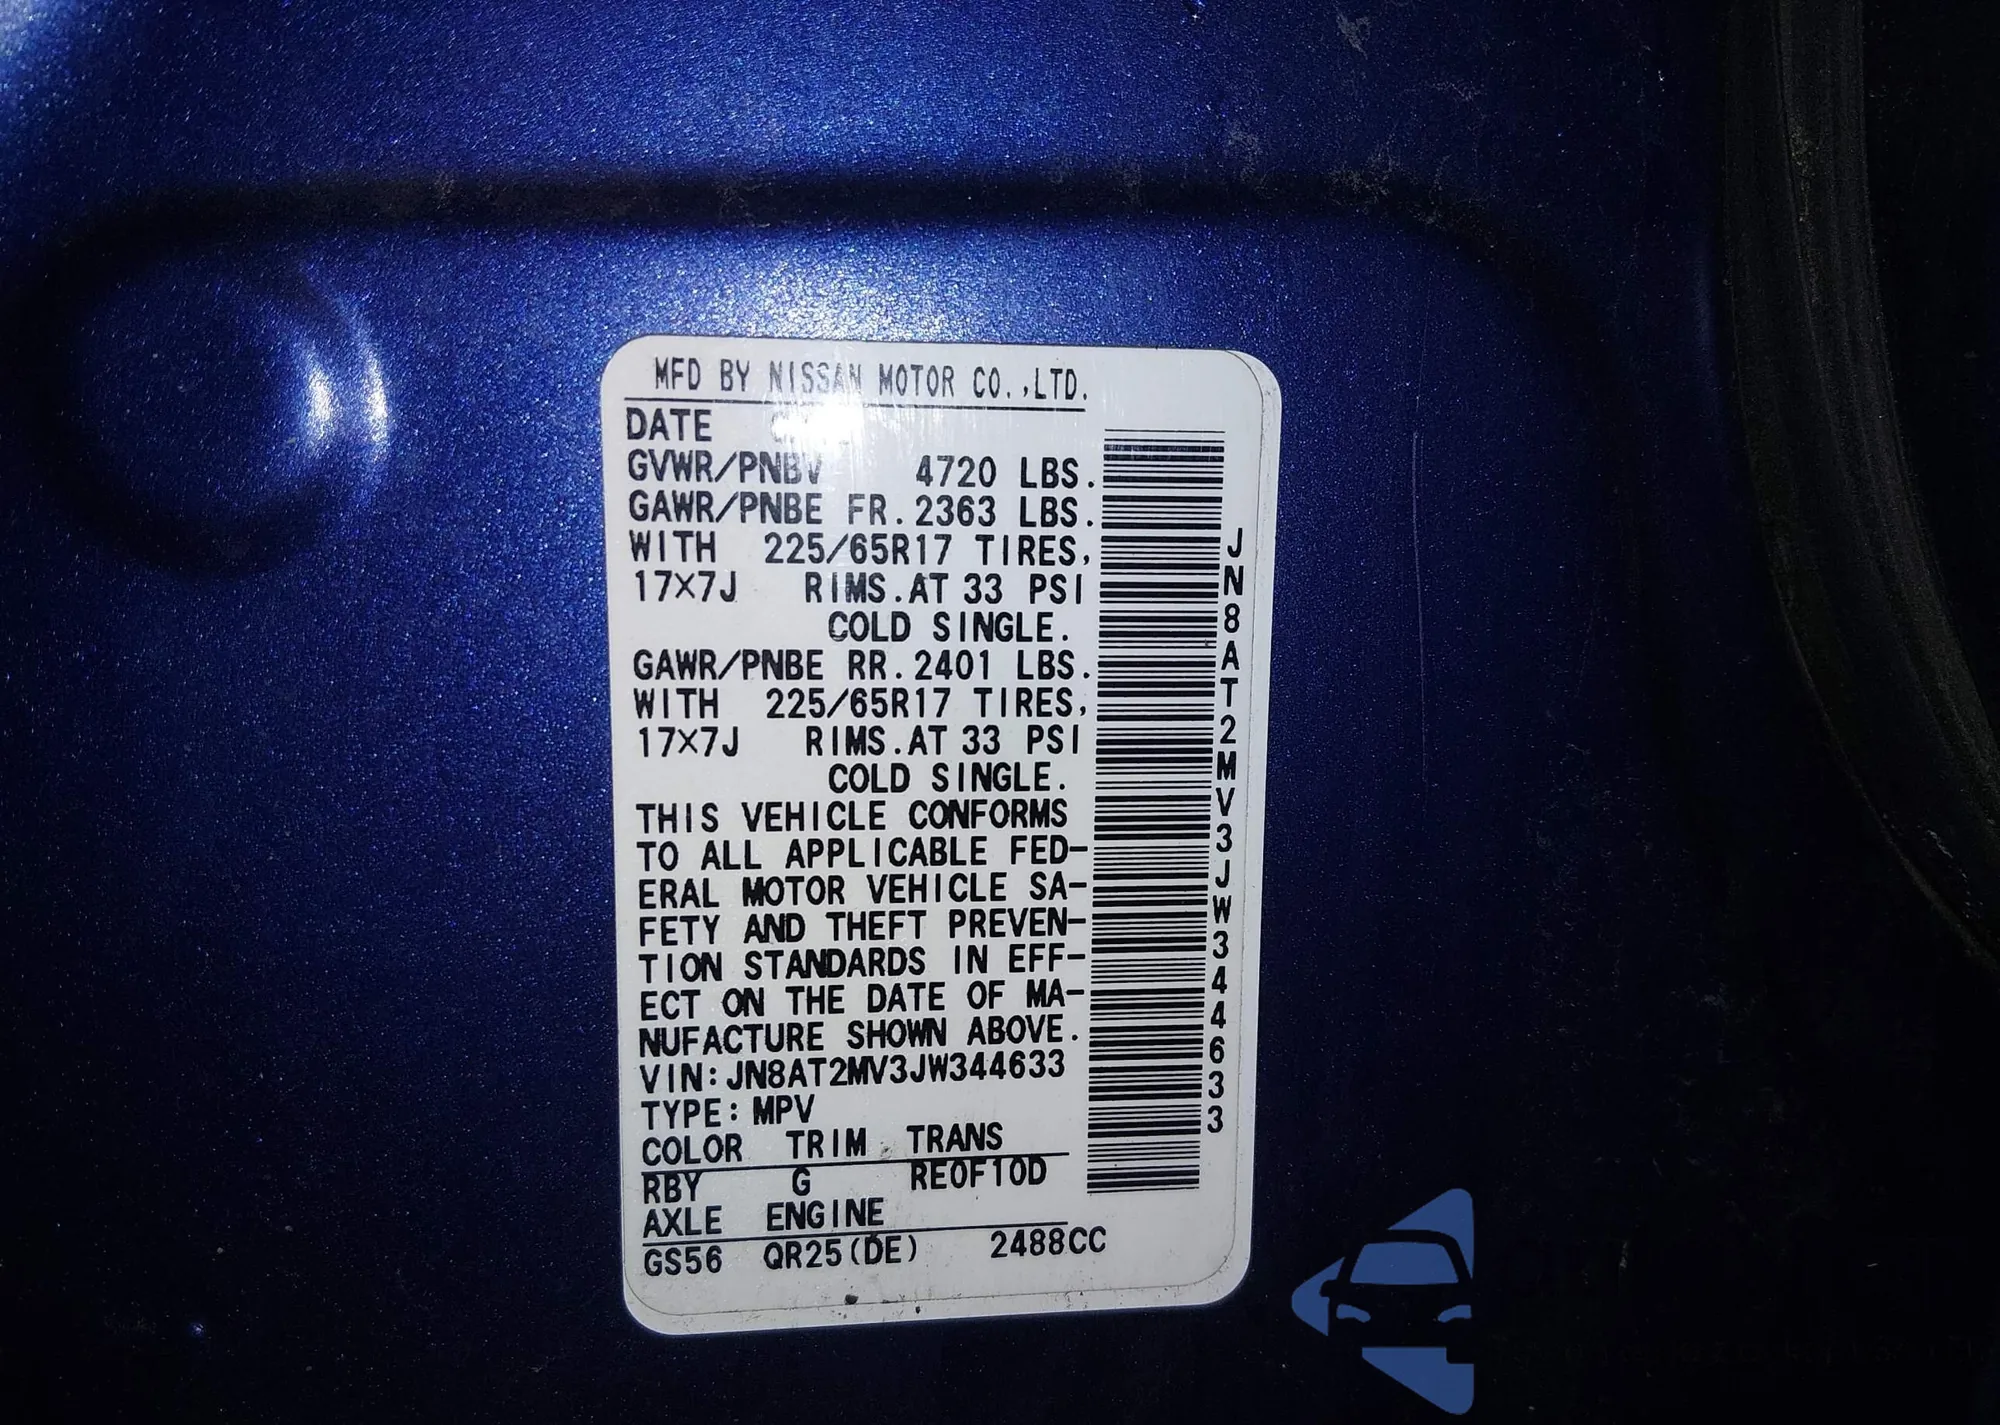 MFD BY NISSAN MOTOR CO.,LTD.
DATE
GVWR/PNBV 4720 LBS.
GAWR/PNBE FR. 2363 LBS.
WITH 225/65R17 TIRES,
17×7J RIMS.AT 33 PSI
COLD SINGLE.
GAWR/PNBE RR. 2401 LBS.
WITH 225/65R17 TIRES,
17×7J RIMS.AT 33 PSI
COLD SINGLE.
THIS VEHICLE CONFORMS
TO ALL APPLICABLE FED-
ERAL MOTOR VEHICLE SA-
FETY AND THEFT PREVEN-
TION STANDARDS IN EFF-
ECT ON THE DATE OF MA-
NUFACTURE SHOWN ABOVE.
VIN:JN8AT2MV3JW344633
TYPE:MPV
COLOR TRIM TRANS
RBY G RE0F10D
AXLE ENGINE
GS56 QR25(DE) 2488CC
JN8AT2MV3JW344633